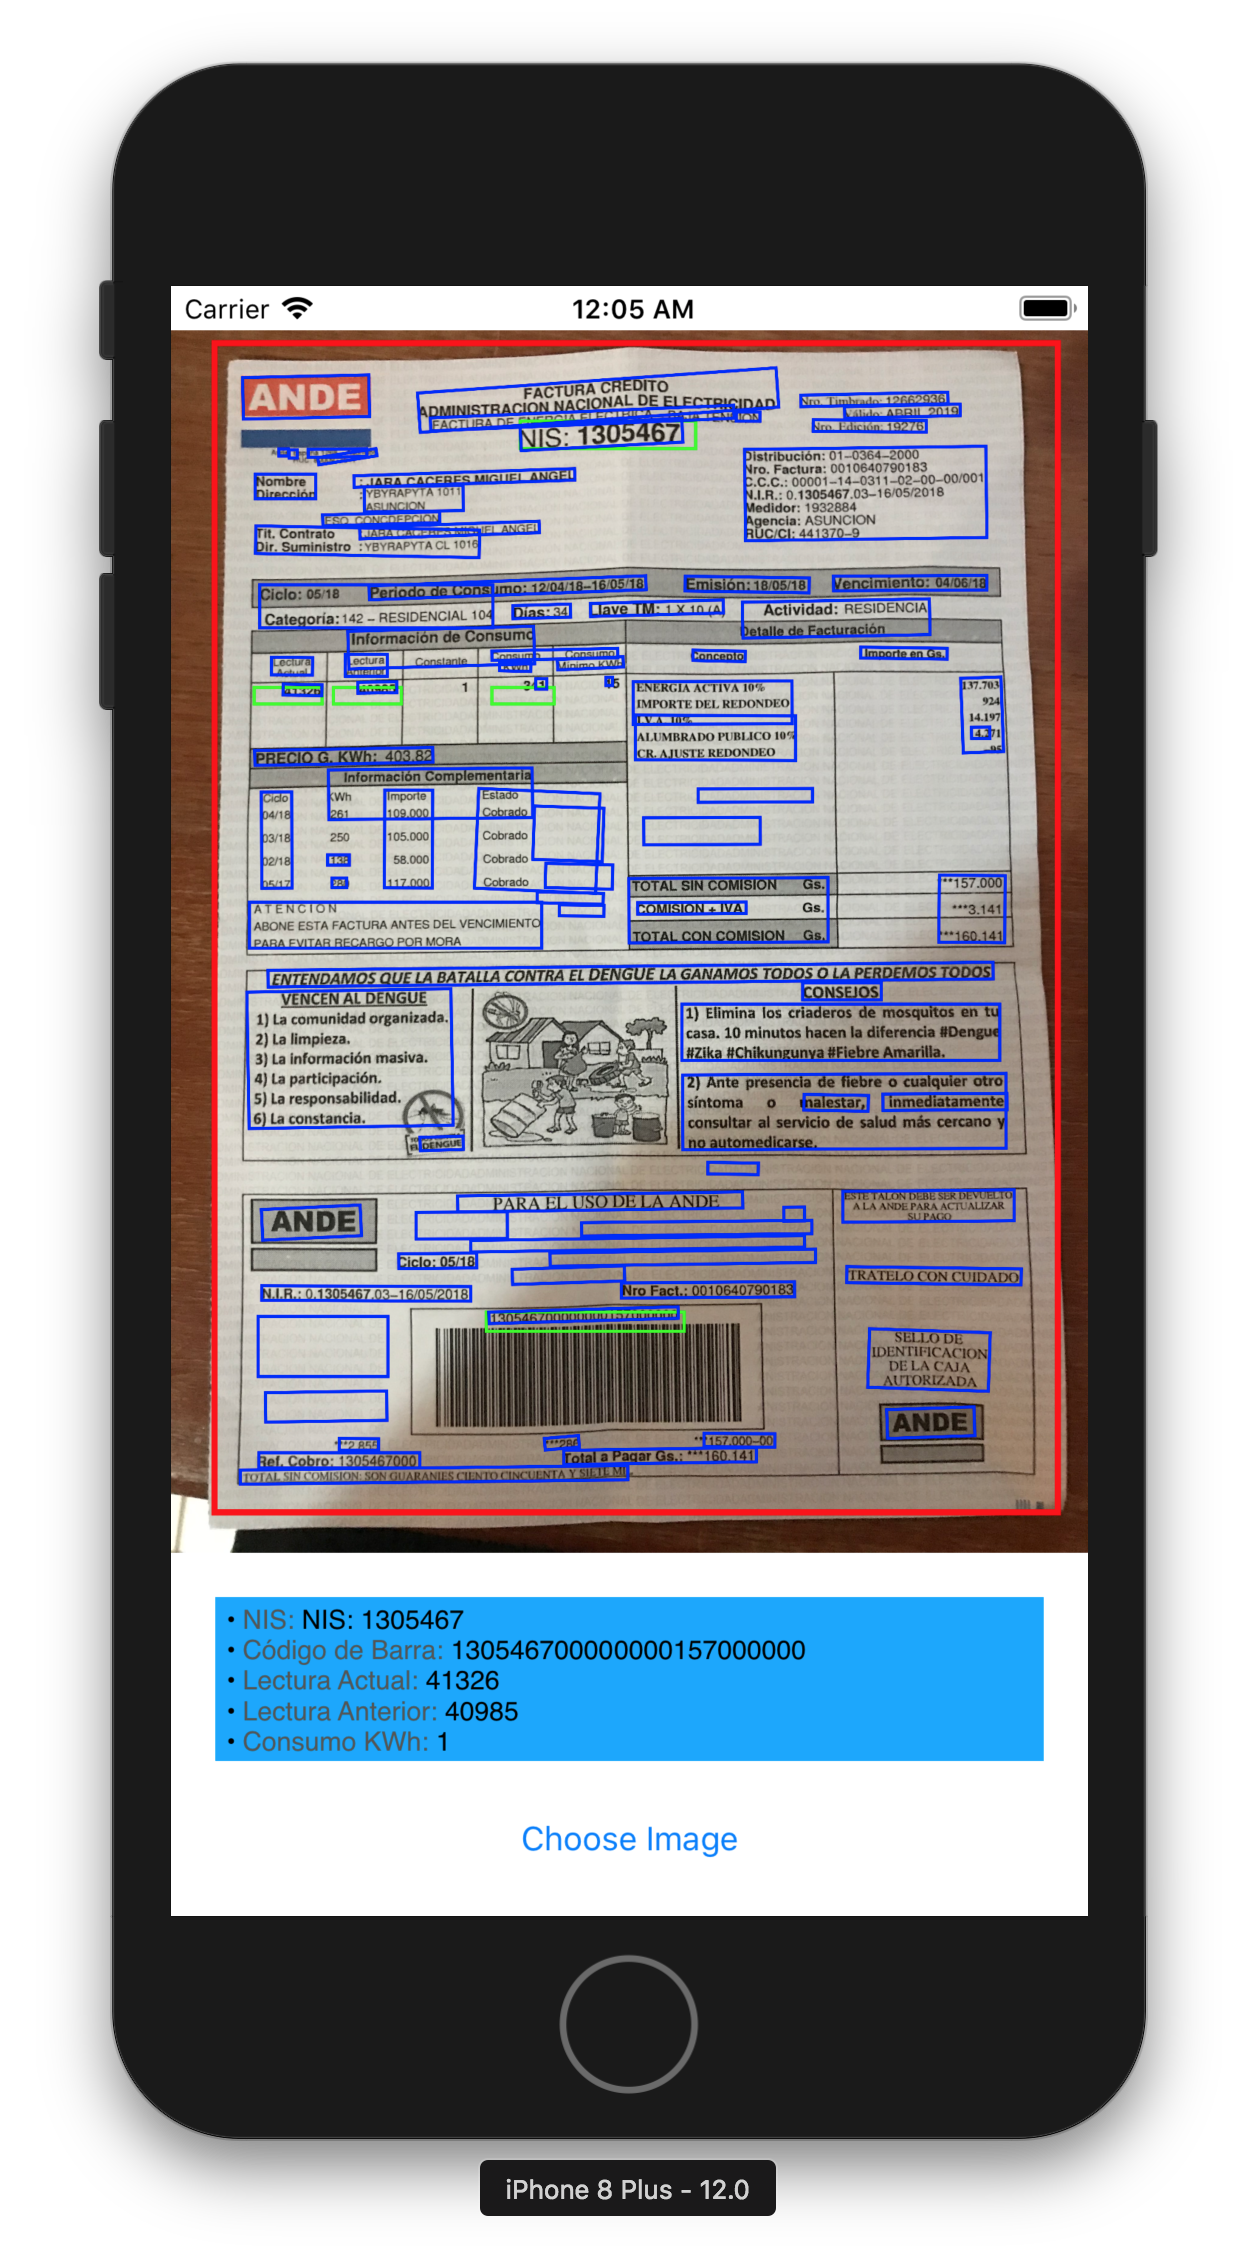 Carrier 12:05 AM
ANDE
FACTURA CREDITO
ADMINISTRACION NACIONAL DE ELECTRICIDAD
FACTURA DE ENERGIA ELECTRICA - BAJA TENSION
NIS: 1305467
Nro. Timbrado: 12662936
Válido: ABRIL 2019
Nro. Edición: 19276
Distribución: 01-0364-2000
Nro. Factura: 0010640790183
C.C.C.: 00001-14-0311-02-00-00/001
N.I.R.: 0.1305467.03-16/05/2018
Medidor: 1932884
Agencia: ASUNCION
RUC/CI: 441370-9
Nombre : JARA CACERES MIGUEL ANGEL
Dirección : YBYRAPYTA 1011
ASUNCION
ESQ. CONCDEPCION
Tit. Contrato : JARA CACERES MIGUEL ANGEL
Dir. Suministro : YBYRAPYTA CL 1016
Ciclo: 05/18 Periodo de Consumo: 12/04/18-16/05/18 Emisión: 18/05/18 Vencimiento: 04/06/18
Categoría: 142 - RESIDENCIAL 104 Días: 34 Llave TM: 1 X 10 (A) Actividad: RESIDENCIA
Información de Consumo Detalle de Facturación
Lectura Actual Lectura Anterior Constante Consumo KWh Consumo Mínimo KWH Concepto Importe en Gs.
41326 40985 1 341
ENERGIA ACTIVA 10% 137.703
IMPORTE DEL REDONDEO 924
I.V.A. 10% 14.197
ALUMBRADO PUBLICO 10% 4.271
CR. AJUSTE REDONDEO -95
PRECIO G. KWh: 403.82
Información Complementaria
Ciclo KWh Importe Estado
04/18 261 109.000 Cobrado
03/18 250 105.000 Cobrado
02/18 138 58.000 Cobrado
05/17 117.000 Cobrado
ATENCION
ABONE ESTA FACTURA ANTES DEL VENCIMIENTO
PARA EVITAR RECARGO POR MORA
TOTAL SIN COMISION Gs. **157.000
COMISION + IVA Gs. ***3.141
TOTAL CON COMISION Gs. ***160.141
ENTENDAMOS QUE LA BATALLA CONTRA EL DENGUE LA GANAMOS TODOS O LA PERDEMOS TODOS
VENCEN AL DENGUE
1) La comunidad organizada.
2) La limpieza.
3) La información masiva.
4) La participación.
5) La responsabilidad.
6) La constancia.
DENGUE
CONSEJOS
1) Elimina los criaderos de mosquitos en tu
casa. 10 minutos hacen la diferencia #Dengue
#Zika #Chikungunya #Fiebre Amarilla.
2) Ante presencia de fiebre o cualquier otro
síntoma o malestar, inmediatamente
consultar al servicio de salud más cercano y
no automedicarse.
ANDE
PARA EL USO DE LA ANDE
Ciclo: 05/18
N.I.R.: 0.1305467.03-16/05/2018 Nro Fact.: 0010640790183
130546700000000157000000
***2.855 ***286 ***157.000-00
Ref. Cobro: 1305467000 Total a Pagar Gs.: ***160.141
TOTAL SIN COMISION: SON GUARANIES CIENTO CINCUENTA Y SIETE MIL
ESTE TALON DEBE SER DEVUELTO
A LA ANDE PARA ACTUALIZAR
SU PAGO
TRATELO CON CUIDADO
SELLO DE
IDENTIFICACION
DE LA CAJA
AUTORIZADA
ANDE
• NIS: NIS: 1305467
• Código de Barra: 130546700000000157000000
• Lectura Actual: 41326
• Lectura Anterior: 40985
• Consumo KWh: 1
Choose Image
iPhone 8 Plus - 12.0